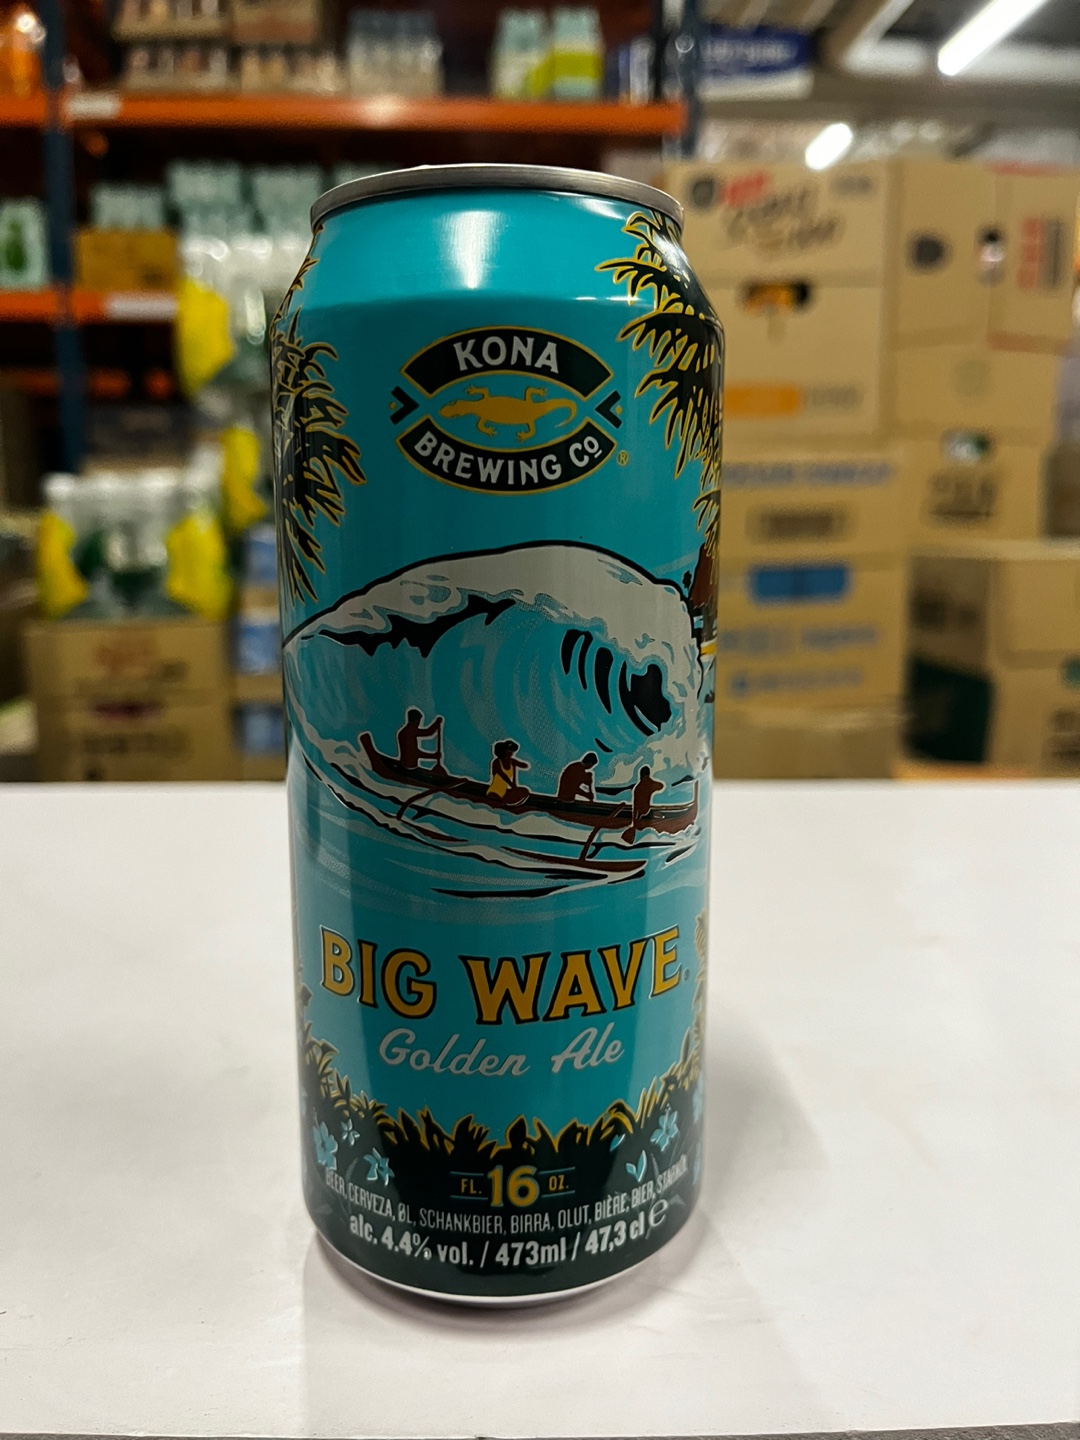 KONA
BREWING Co®
BIG WAVE®
Golden Ale
FL. 16 OZ.
BEER, CERVEZA, ØL, SCHANKBIER, BIRRA, OLUT, BIÈRE, BIER, STARKÖL
alc. 4.4% vol. / 473ml / 47,3 cl e